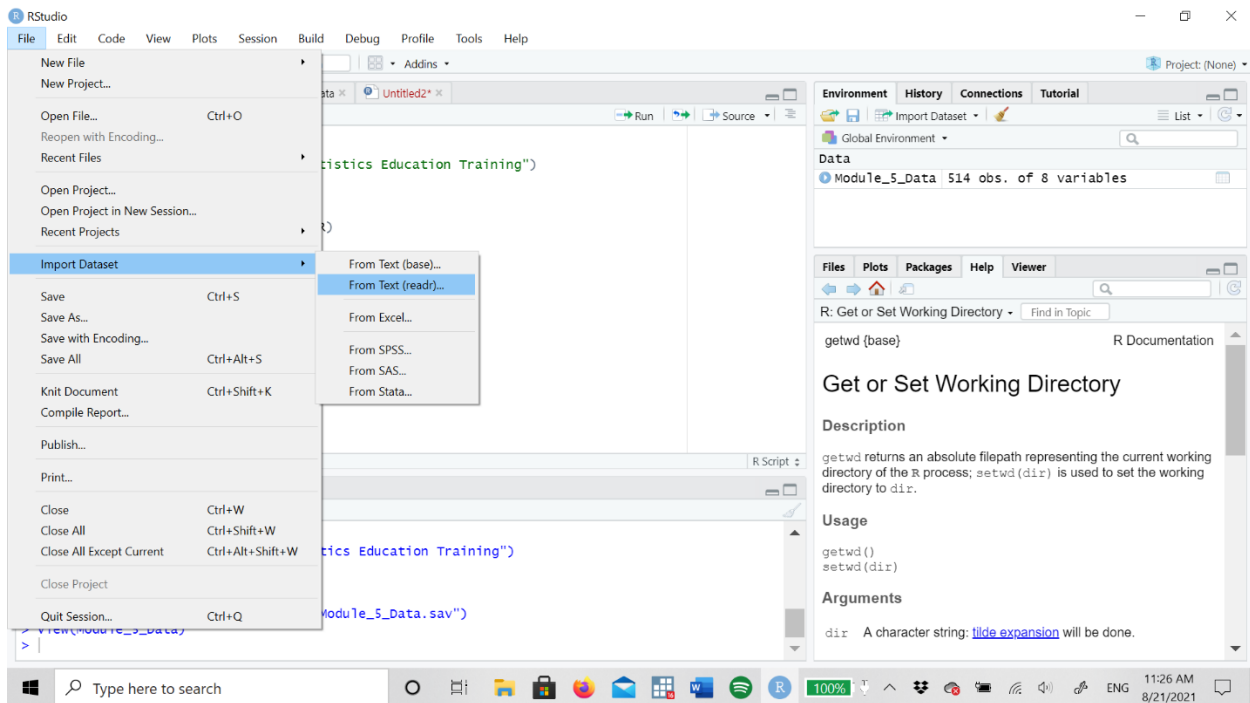 RStudio
File Edit Code View Plots Session Build Debug Profile Tools Help
New File
New Project...
Open File... Ctrl+O
Reopen with Encoding...
Recent Files
Open Project...
Open Project in New Session...
Recent Projects
Import Dataset
Save Ctrl+S
Save As...
Save with Encoding...
Save All Ctrl+Alt+S
Knit Document Ctrl+Shift+K
Compile Report...
Publish...
Print...
Close Ctrl+W
Close All Ctrl+Shift+W
Close All Except Current Ctrl+Alt+Shift+W
Close Project
Quit Session... Ctrl+Q
From Text (base)...
From Text (readr)...
From Excel...
From SPSS...
From SAS...
From Stata...
Addins
Project: (None)
ata Untitled2*
Run Source
tistics Education Training")
R)
R Script
tics Education Training")
Module_5_Data.sav")
> View(Module_5_Data)
>
Environment History Connections Tutorial
Import Dataset List
Global Environment
Data
Module_5_Data 514 obs. of 8 variables
Files Plots Packages Help Viewer
R: Get or Set Working Directory Find in Topic
getwd {base} R Documentation
Get or Set Working Directory
Description
getwd returns an absolute filepath representing the current working
directory of the R process; setwd(dir) is used to set the working
directory to dir.
Usage
getwd()
setwd(dir)
Arguments
dir A character string: tilde expansion will be done.
Type here to search
100%
ENG
11:26 AM
8/21/2021